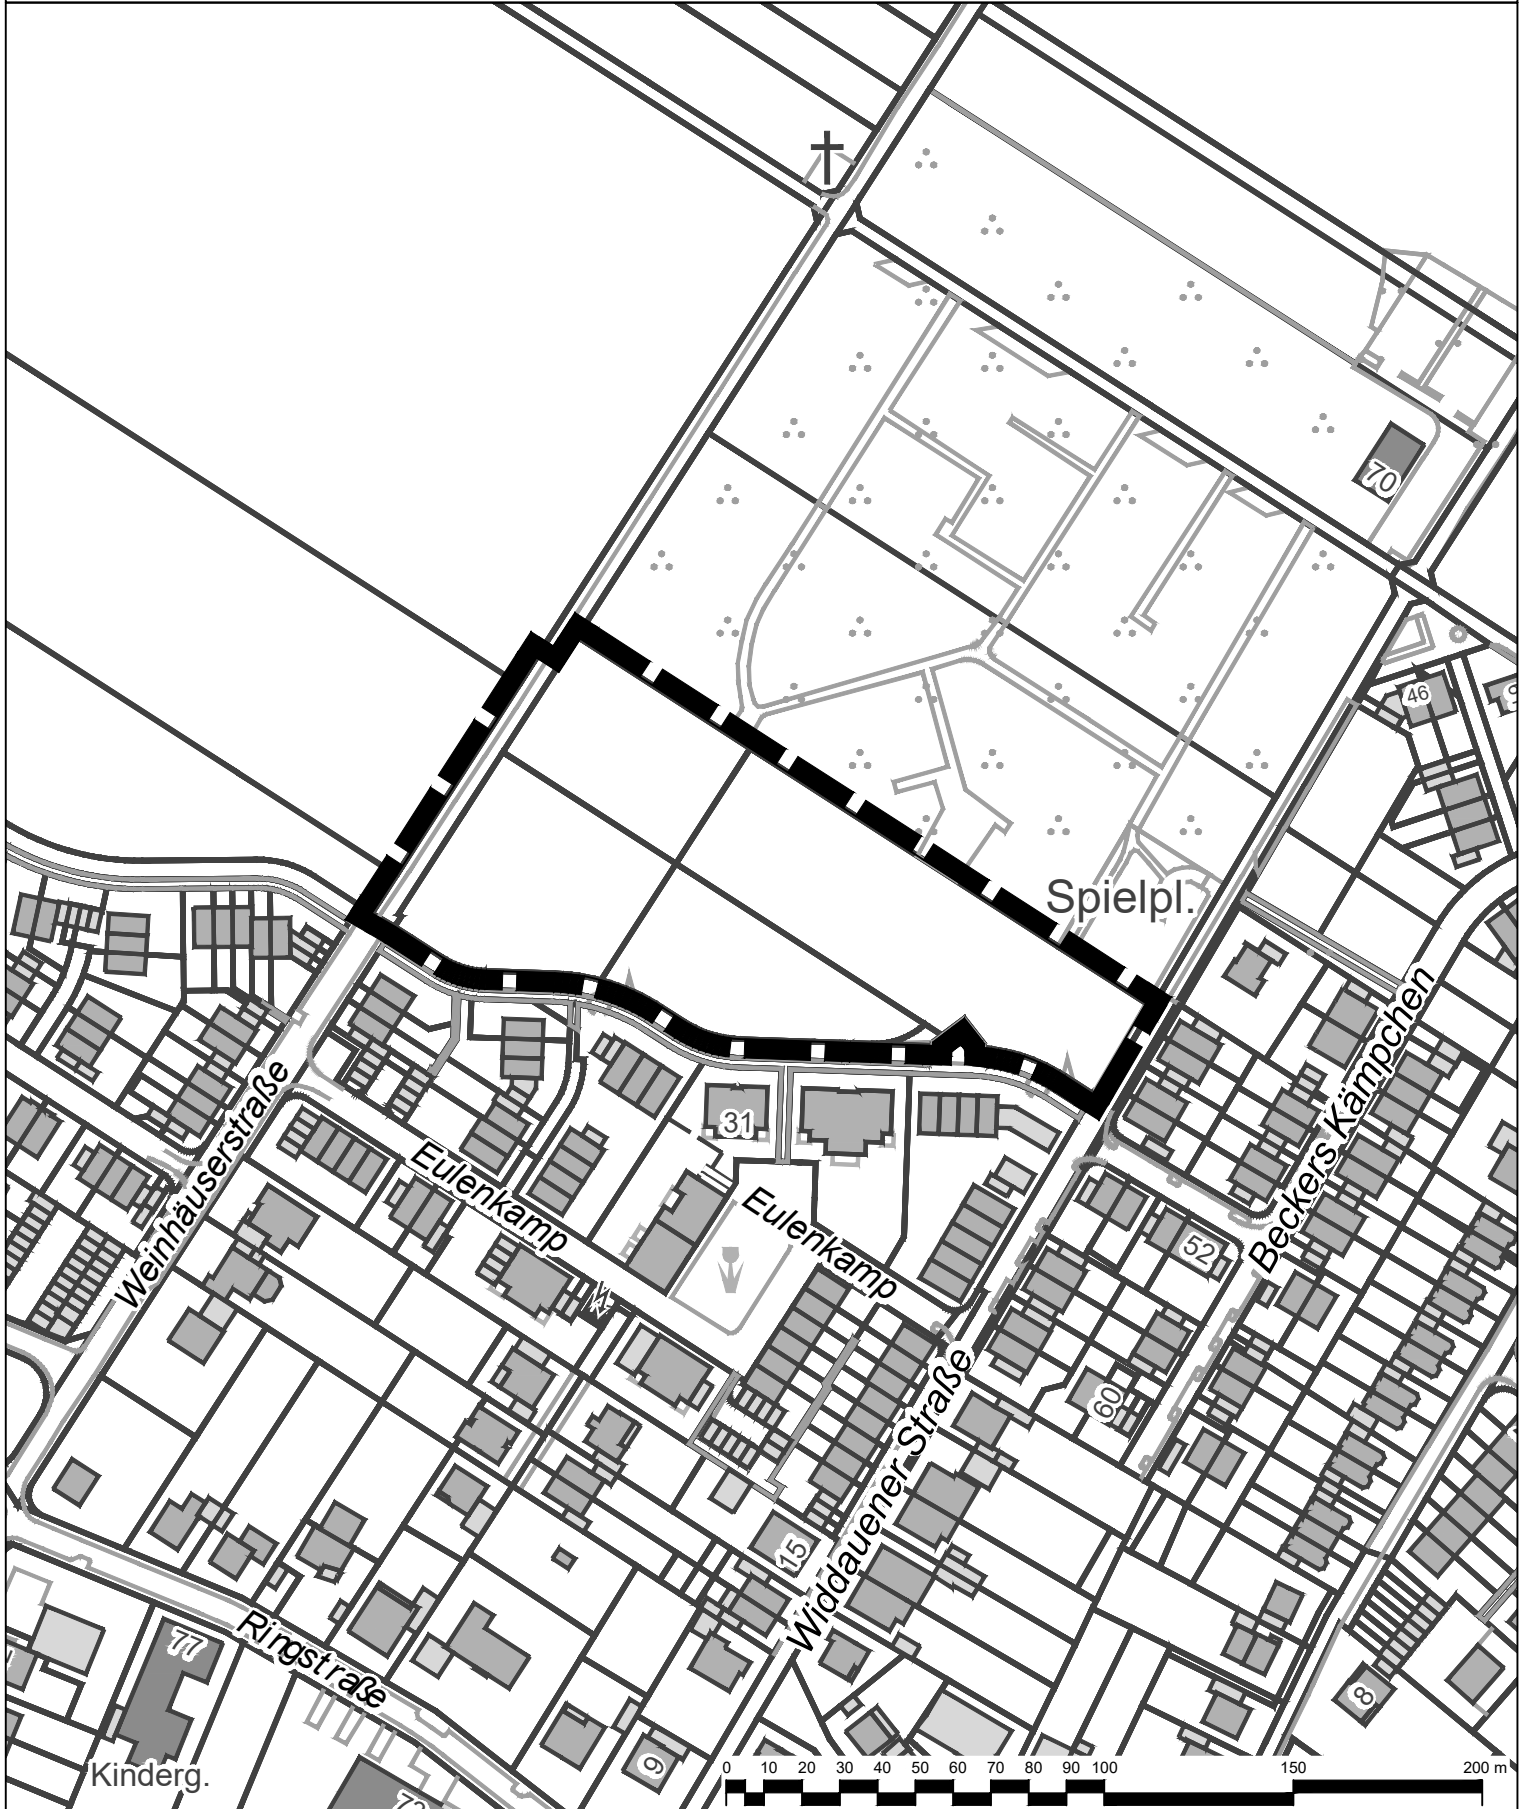 70
46
Spielpl.
31
Weinhäuserstraße
Eulenkamp
Eulenkamp
Beckers Kämpchen
52
60
Widdauener Straße
15
77
Ringstraße
8
9
Kinderg.
0 10 20 30 40 50 60 70 80 90 100 150 200 m